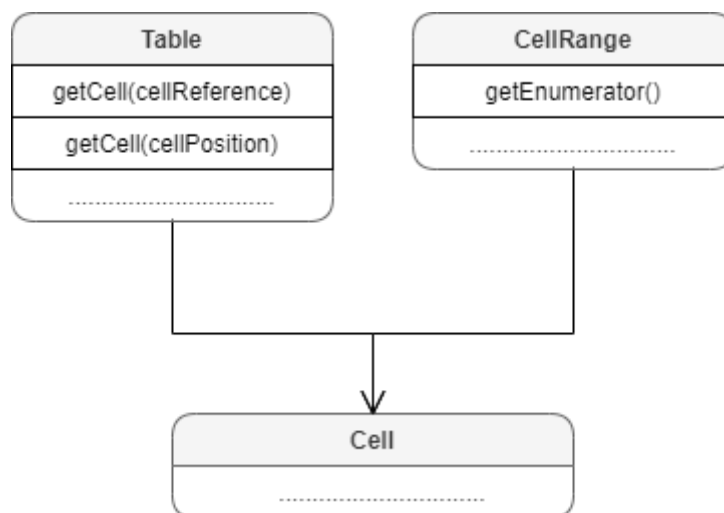 Table
getCell(cellReference)
getCell(cellPosition)
..................................
CellRange
getEnumerator()
..................................
Cell
..................................